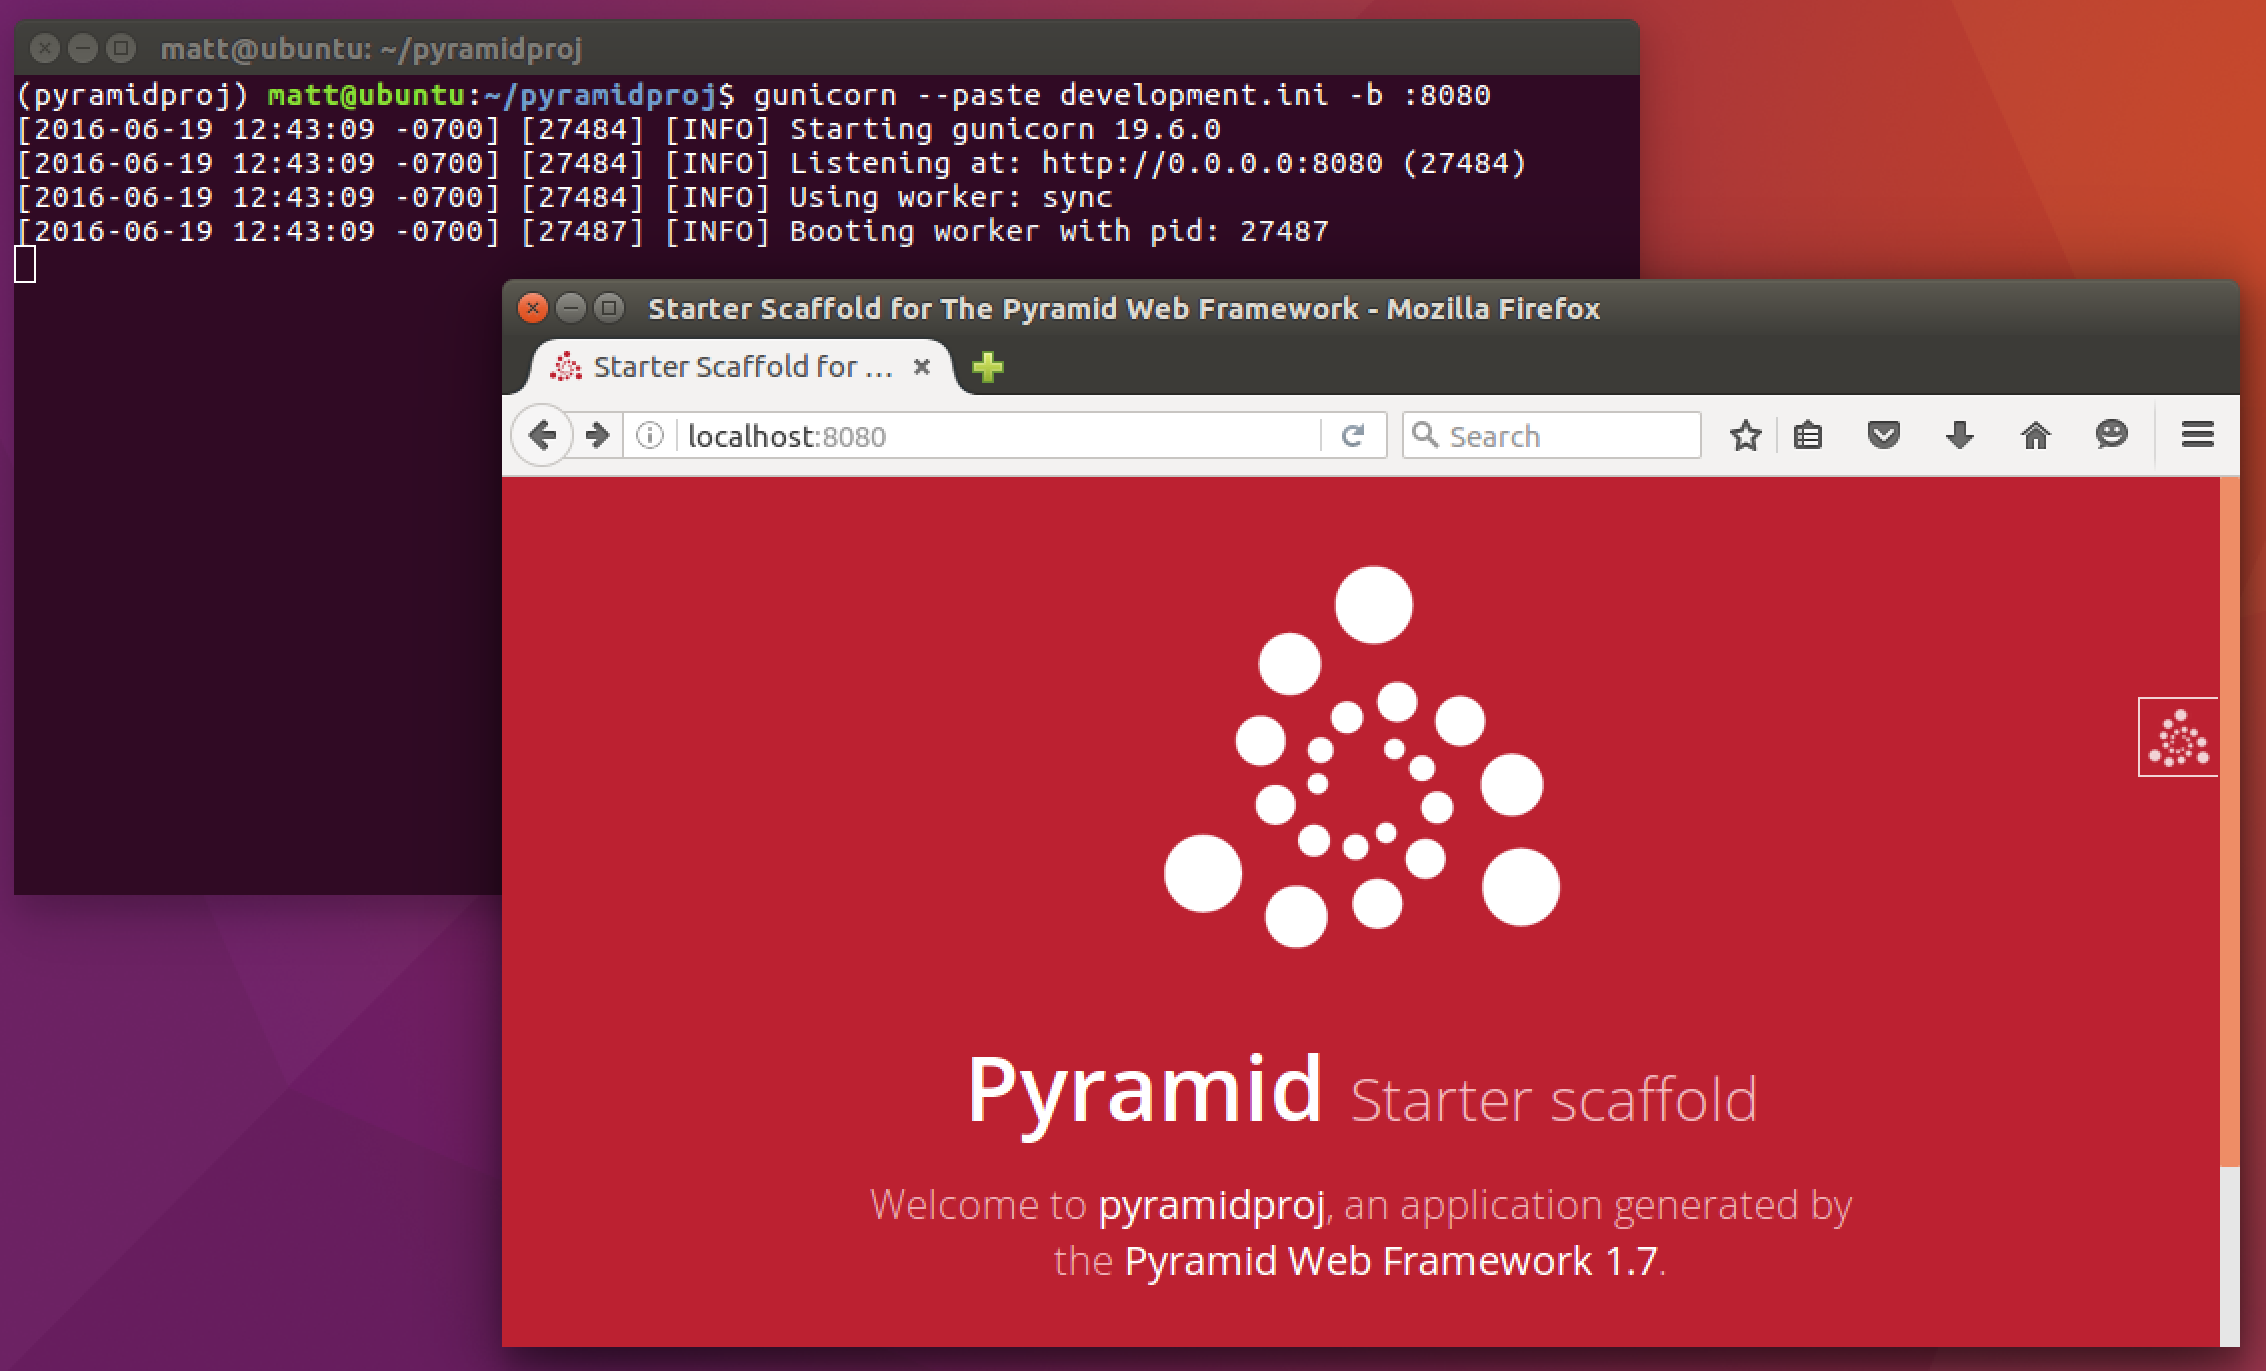 matt@ubuntu: ~/pyramidproj
(pyramidproj) matt@ubuntu:~/pyramidproj$ gunicorn --paste development.ini -b :8080
[2016-06-19 12:43:09 -0700] [27484] [INFO] Starting gunicorn 19.6.0
[2016-06-19 12:43:09 -0700] [27484] [INFO] Listening at: http://0.0.0.0:8080 (27484)
[2016-06-19 12:43:09 -0700] [27484] [INFO] Using worker: sync
[2016-06-19 12:43:09 -0700] [27487] [INFO] Booting worker with pid: 27487
Starter Scaffold for The Pyramid Web Framework - Mozilla Firefox
Starter Scaffold for ...
localhost:8080 Search
Pyramid Starter scaffold
Welcome to pyramidproj, an application generated by
the Pyramid Web Framework 1.7.